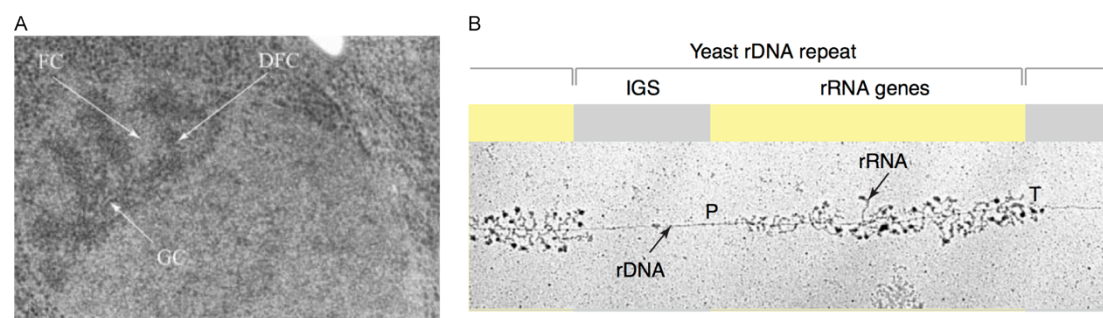 A
FC
DFC
GC
B
Yeast rDNA repeat
IGS
rRNA genes
rRNA
P
T
rDNA